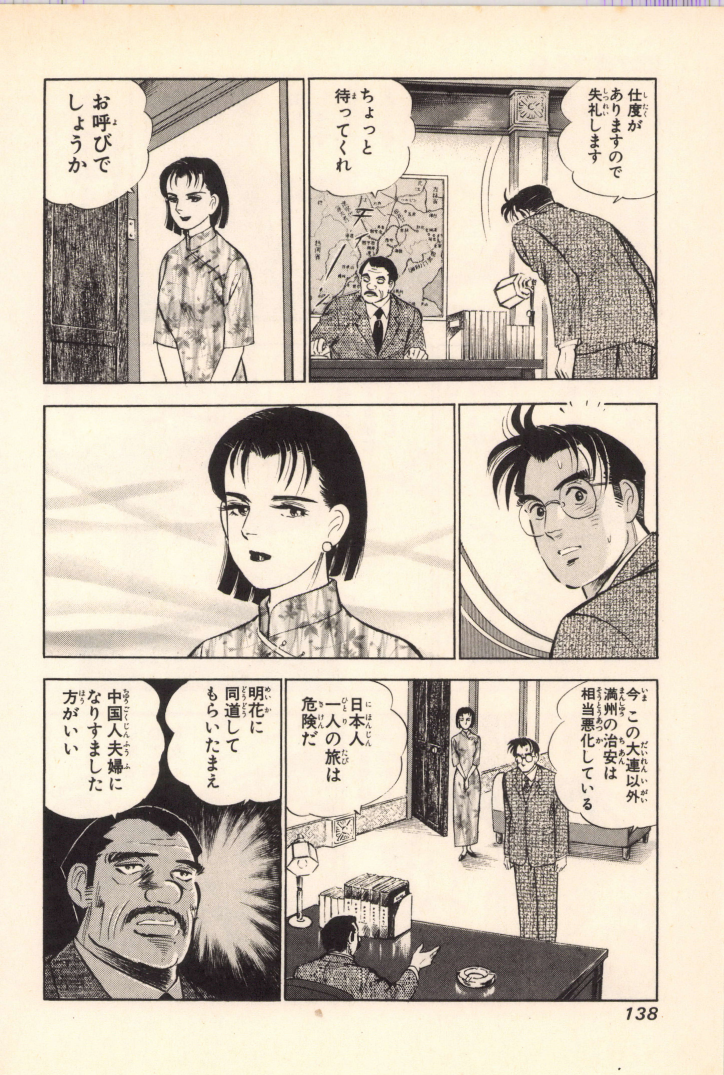 仕度が
ありますので
失礼します
ちょっと
待ってくれ
お呼びで
しょうか
今 この大連以外
満州の治安は
相当悪化している
日本人
一人の旅は
危険だ
明花に
同道して
もらいたまえ
中国人夫婦に
なりすました
方がいい
138